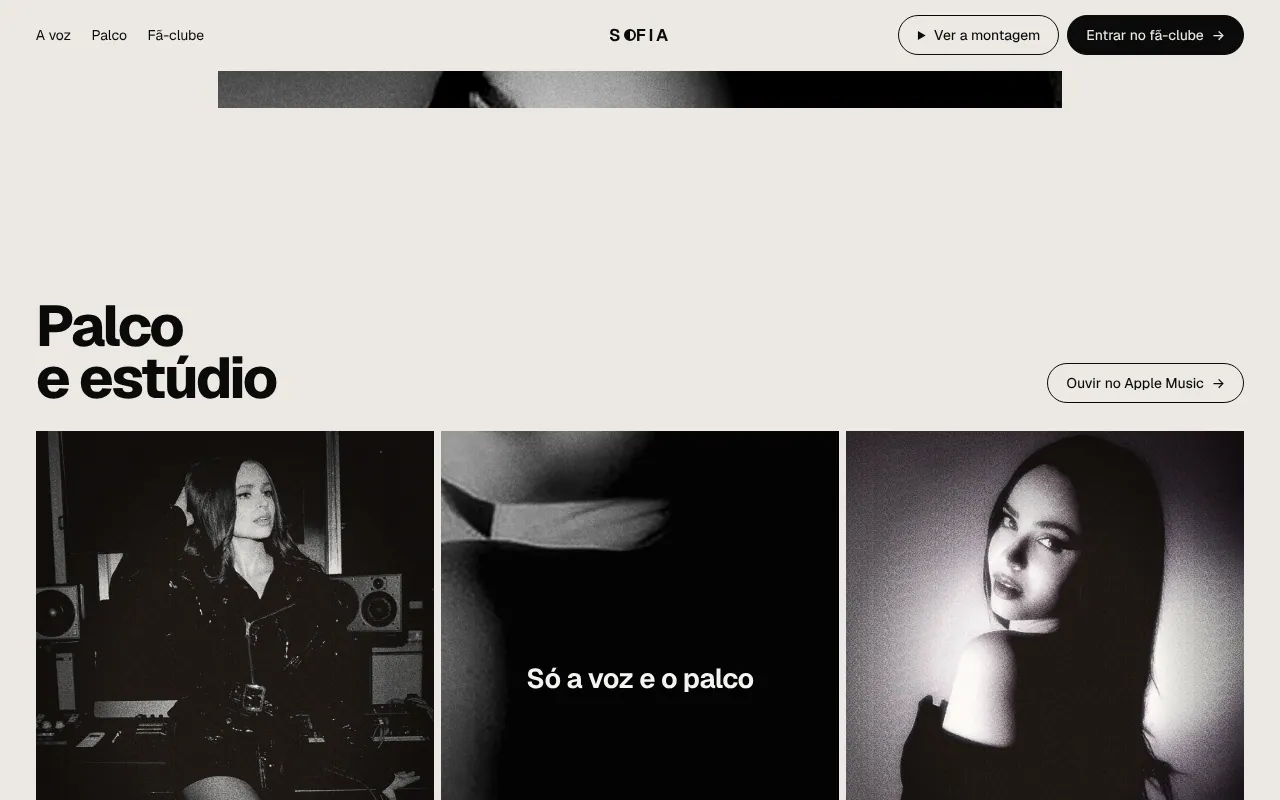 A voz
Palco
Fã-clube
SOFIA
Ver a montagem
Entrar no fã-clube →
Palco
e estúdio
Ouvir no Apple Music →
Só a voz e o palco